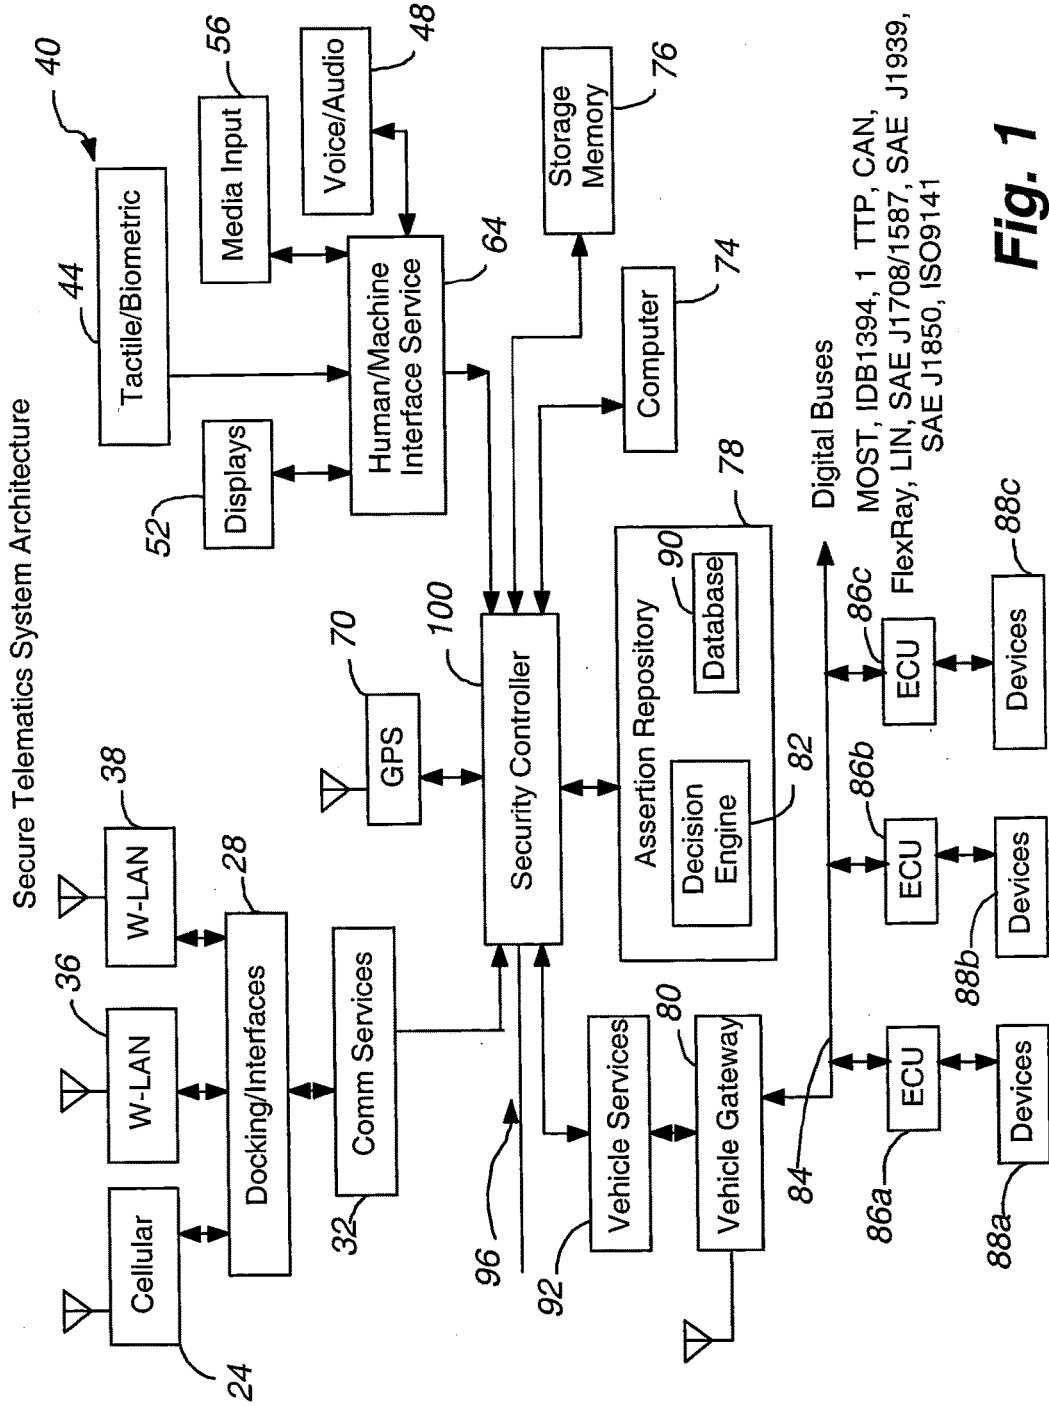 Secure Telematics System Architecture
40
24
Cellular
36
W-LAN
38
W-LAN
44
Tactile/Biometric
56
Media Input
48
Voice/Audio
52
Displays
28
Docking/Interfaces
32
Comm Services
70
GPS
64
Human/Machine
Interface Service
100
Security Controller
96
76
Storage
Memory
74
Computer
78
Assertion Repository
82
Decision
Engine
90
Database
92
Vehicle Services
80
Vehicle Gateway
84
Digital Buses
MOST, IDB1394, 1 TTP, CAN,
FlexRay, LIN, SAE J1708/1587, SAE J1939,
SAE J1850, ISO9141
86a
ECU
86b
ECU
86c
ECU
88a
Devices
88b
Devices
88c
Devices
Fig. 1